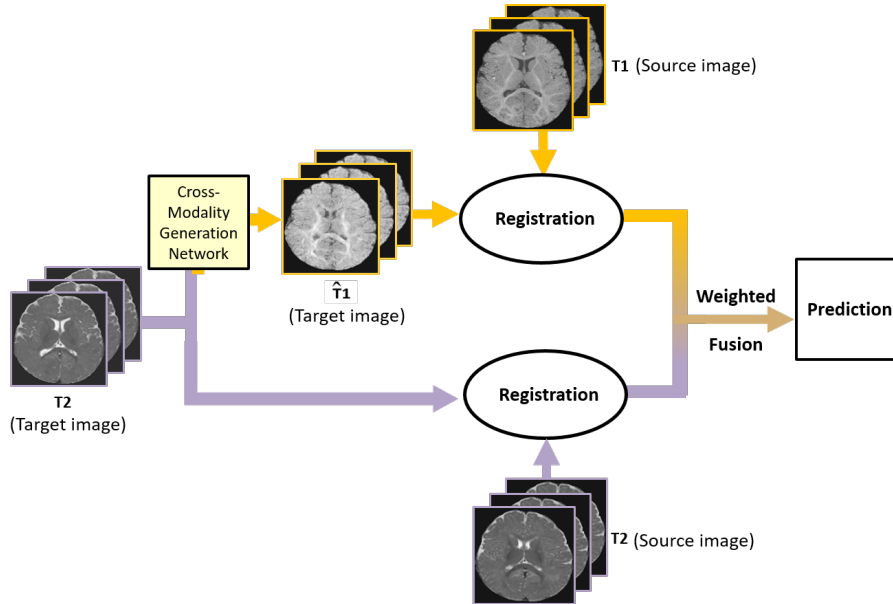 T1 (Source image)
Cross-
Modality
Generation
Network
Registration
T̂1
(Target image)
Weighted
Fusion
Prediction
Registration
T2
(Target image)
T2 (Source image)